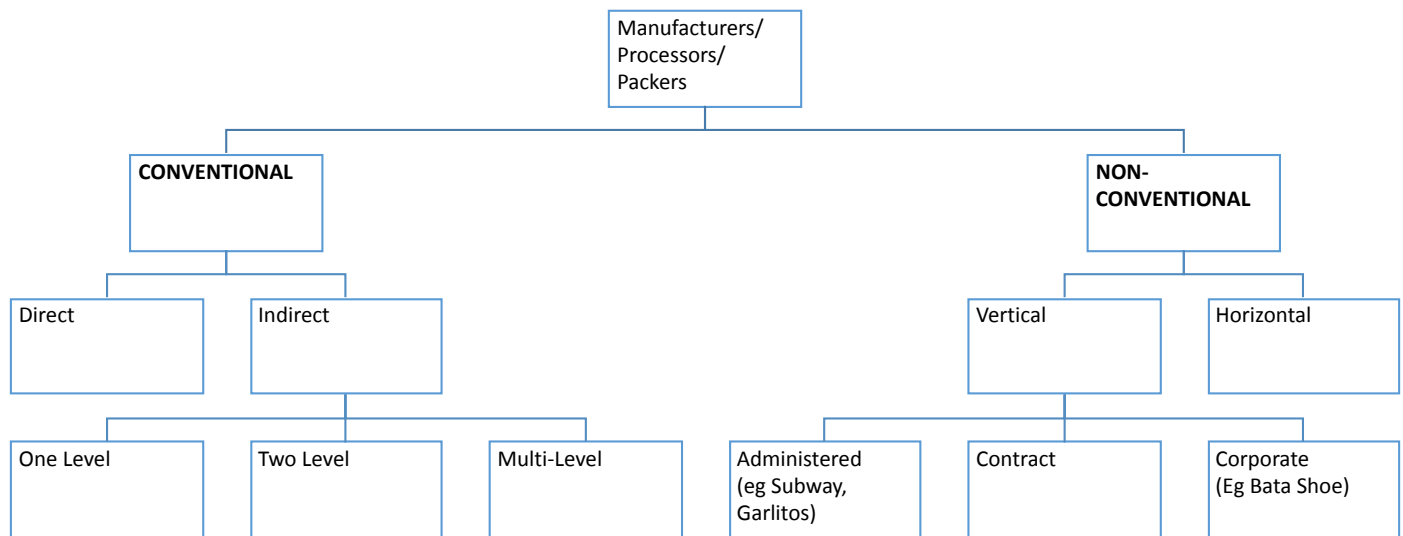 Manufacturers/
Processors/
Packers
CONVENTIONAL
NON-
CONVENTIONAL
Direct
Indirect
Vertical
Horizontal
One Level
Two Level
Multi-Level
Administered
(eg Subway,
Garlitos)
Contract
Corporate
(Eg Bata Shoe)